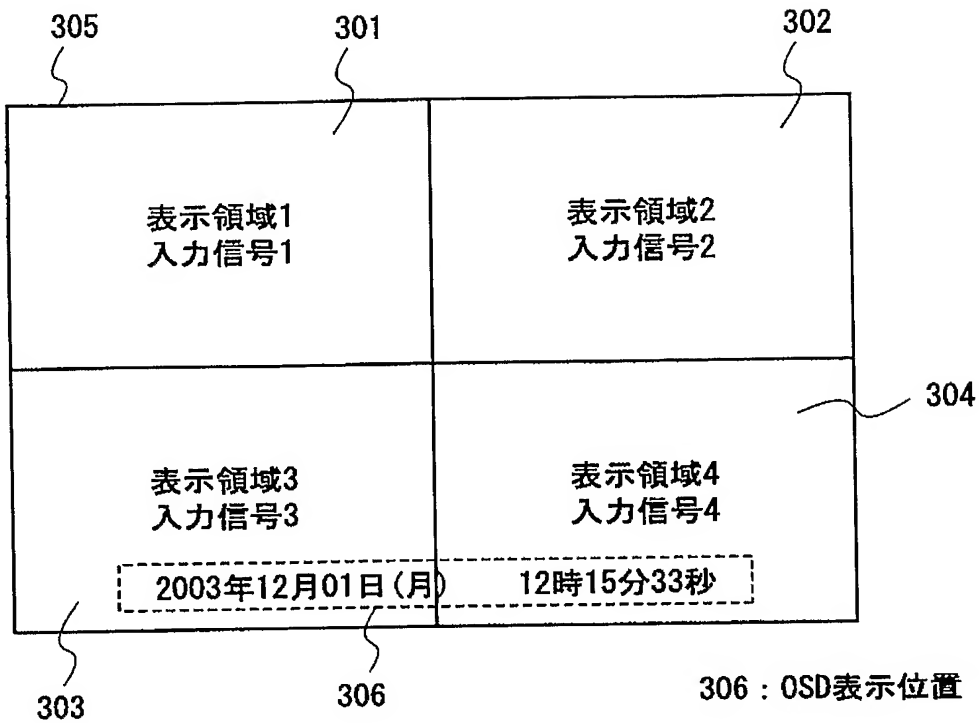 305
301
302
表示領域1
入力信号1
表示領域2
入力信号2
304
表示領域3
入力信号3
表示領域4
入力信号4
2003年12月01日(月) 12時15分33秒
303
306
306:OSD表示位置